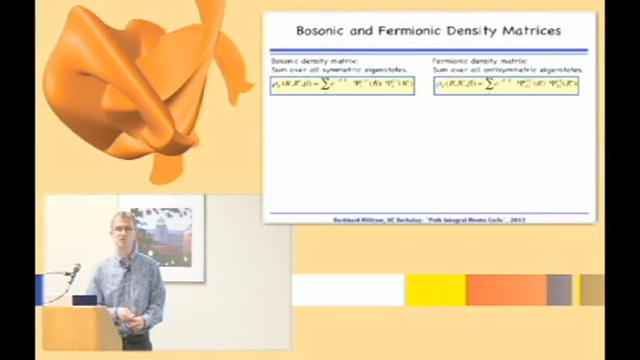 Bosonic and Fermionic Density Matrices
Bosonic density matrix:
Sum over all symmetric eigenstates.
Fermionic density matrix:
Sum over all antisymmetric eigenstates.
Burkhard Militzer, UC Berkeley: "Path Integral Monte Carlo", 2012